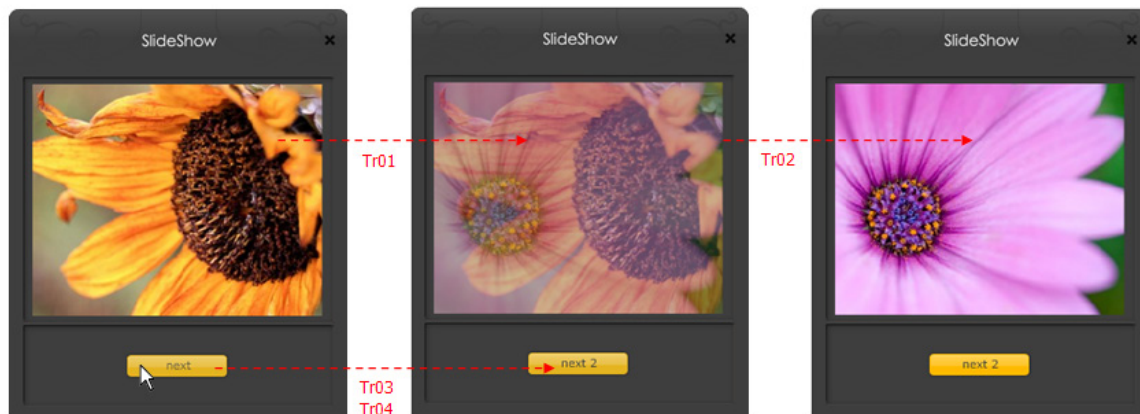 SlideShow
×
SlideShow
×
SlideShow
×
Tr01
Tr02
next
next 2
next 2
Tr03
Tr04